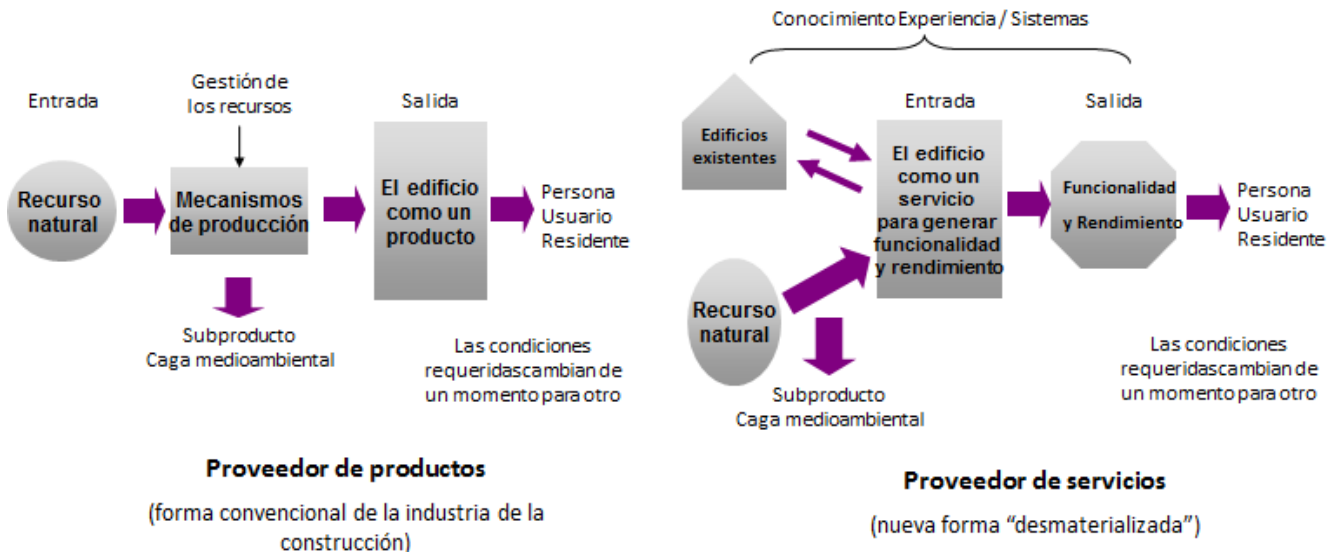 Entrada
Gestión de
los recursos
Salida
Recurso
natural
Mecanismos
de producción
El edificio
como un
producto
Persona
Usuario
Residente
Subproducto
Caga medioambiental
Las condiciones
requeridascambian de
un momento para otro
Proveedor de productos
(forma convencional de la industria de la
construcción)
Conocimiento Experiencia / Sistemas
Edificios
existentes
Entrada
Salida
El edificio
como un
servicio
para generar
funcionalidad
y rendimiento
Funcionalidad
y Rendimiento
Persona
Usuario
Residente
Recurso
natural
Subproducto
Caga medioambiental
Las condiciones
requeridascambian de
un momento para otro
Proveedor de servicios
(nueva forma “desmaterializada”)